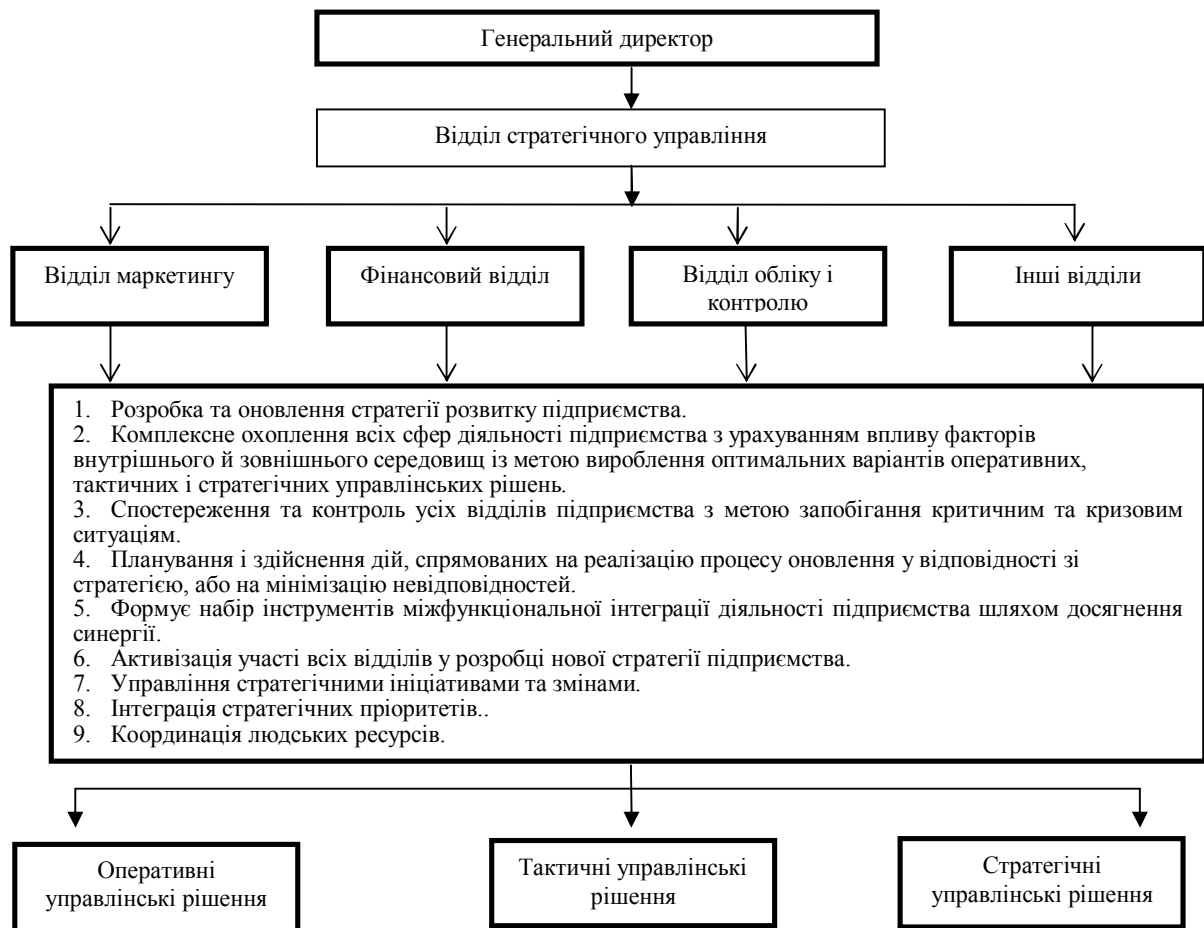 Генеральний директор
Відділ стратегічного управління
Відділ маркетингу
Фінансовий відділ
Відділ обліку і
контролю
Інші відділи
1. Розробка та оновлення стратегії розвитку підприємства.
2. Комплексне охоплення всіх сфер діяльності підприємства з урахуванням впливу факторів
внутрішнього й зовнішнього середовищ із метою вироблення оптимальних варіантів оперативних,
тактичних і стратегічних управлінських рішень.
3. Спостереження та контроль усіх відділів підприємства з метою запобігання критичним та кризовим
ситуаціям.
4. Планування і здійснення дій, спрямованих на реалізацію процесу оновлення у відповідності зі
стратегією, або на мінімізацію невідповідностей.
5. Формує набір інструментів міжфункціональної інтеграції діяльності підприємства шляхом досягнення
синергії.
6. Активізація участі всіх відділів у розробці нової стратегії підприємства.
7. Управління стратегічними ініціативами та змінами.
8. Інтеграція стратегічних пріоритетів..
9. Координація людських ресурсів.
Оперативні
управлінські рішення
Тактичні управлінські
рішення
Стратегічні
управлінські рішення